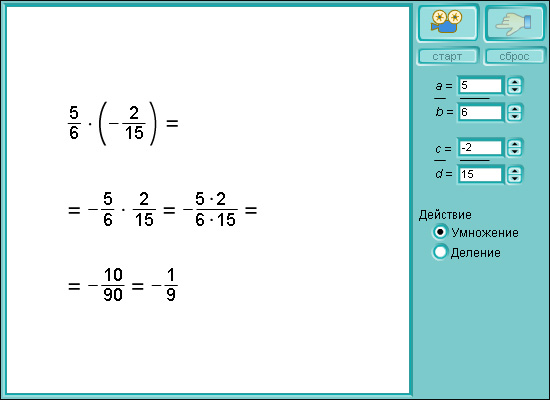 5/6 · (−2/15) =
= −5/6 · 2/15 = −5·2/6·15 =
= −10/90 = −1/9
старт сброс
a = 5
b = 6
c = -2
d = 15
Действие
Умножение
Деление